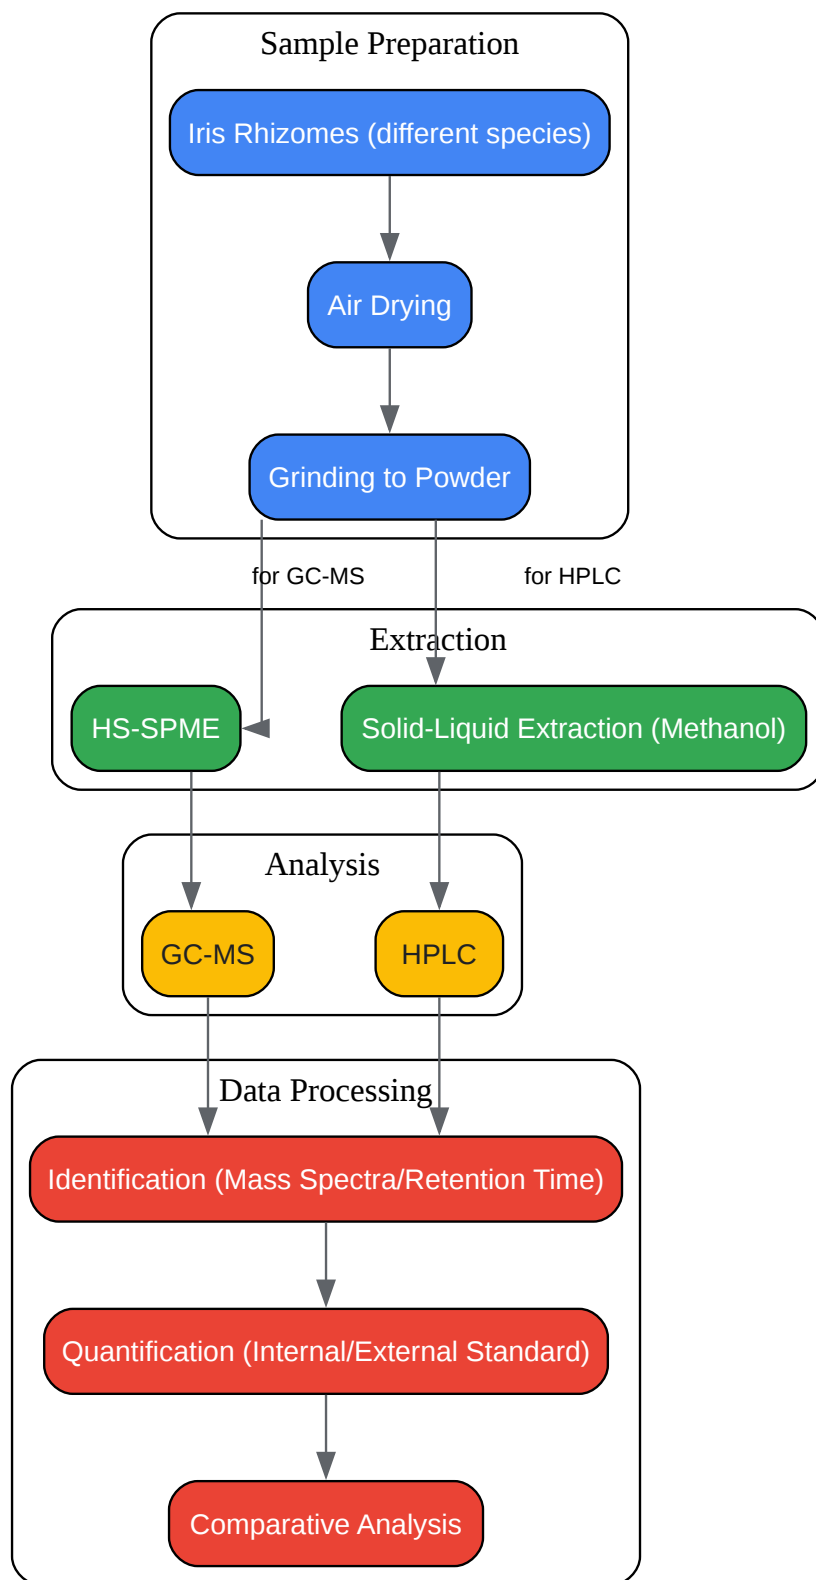 Sample Preparation
Iris Rhizomes (different species)
Air Drying
Grinding to Powder
for GC-MS
for HPLC
Extraction
HS-SPME
Solid-Liquid Extraction (Methanol)
Analysis
GC-MS
HPLC
Data Processing
Identification (Mass Spectra/Retention Time)
Quantification (Internal/External Standard)
Comparative Analysis